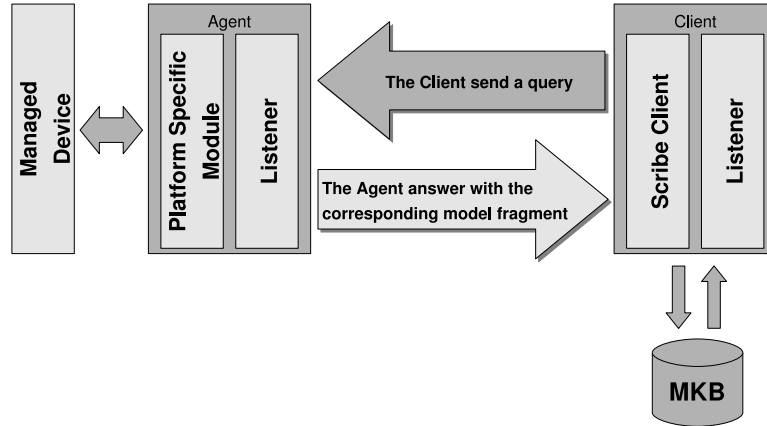 Agent
Client
Managed
Device
Platform Specific
Module
Listener
The Client send a query
The Agent answer with the
corresponding model fragment
Scribe Client
Listener
MKB